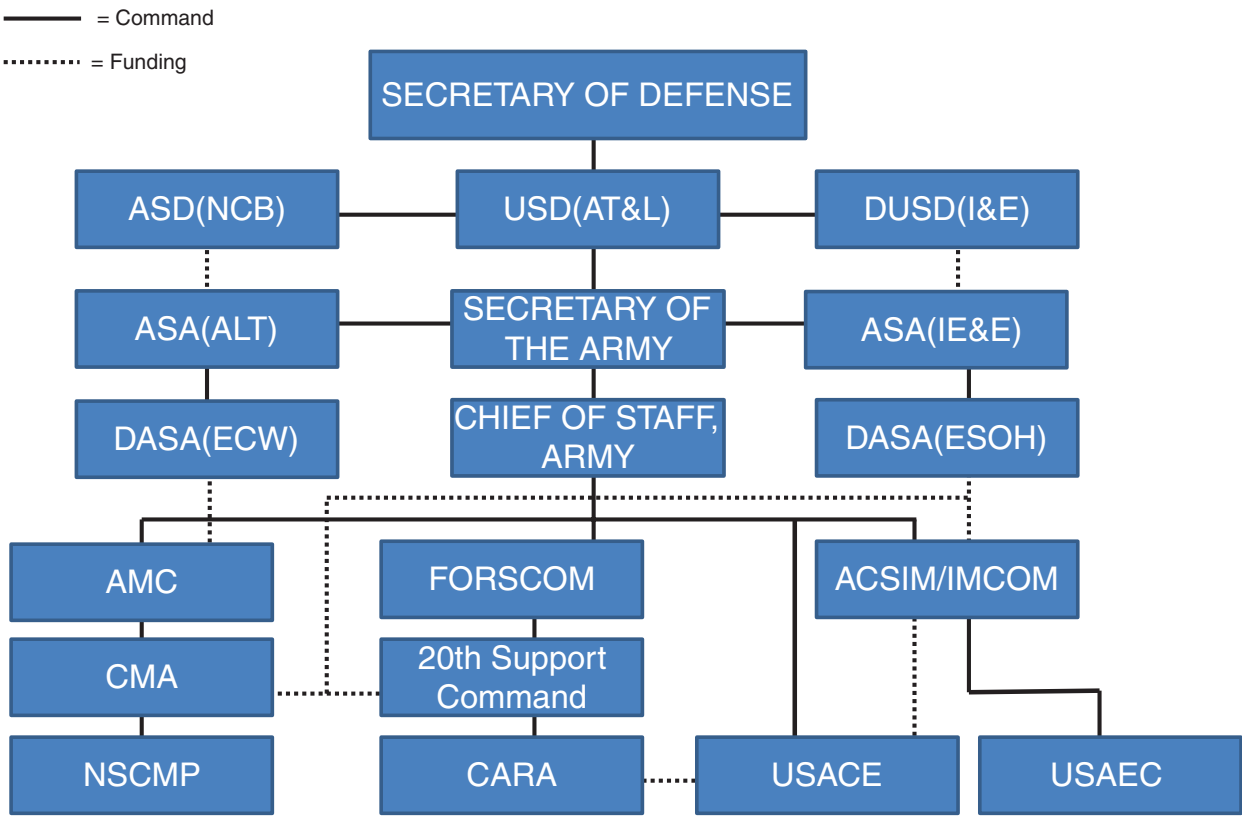 = Command
= Funding
SECRETARY OF DEFENSE
ASD(NCB)
USD(AT&L)
DUSD(I&E)
ASA(ALT)
SECRETARY OF
THE ARMY
ASA(IE&E)
DASA(ECW)
CHIEF OF STAFF,
ARMY
DASA(ESOH)
AMC
FORSCOM
ACSIM/IMCOM
CMA
20th Support
Command
NSCMP
CARA
USACE
USAEC